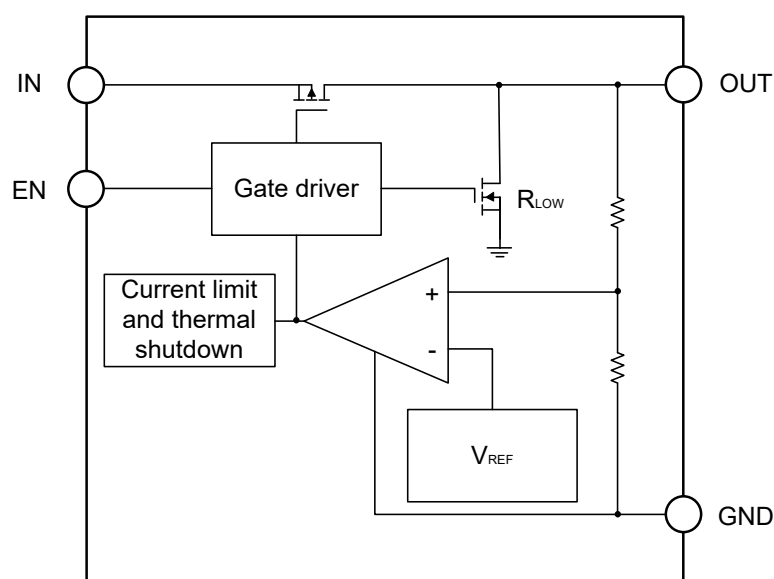 IN
OUT
EN
Gate driver
RLOW
Current limit
and thermal
shutdown
+
-
VREF
GND